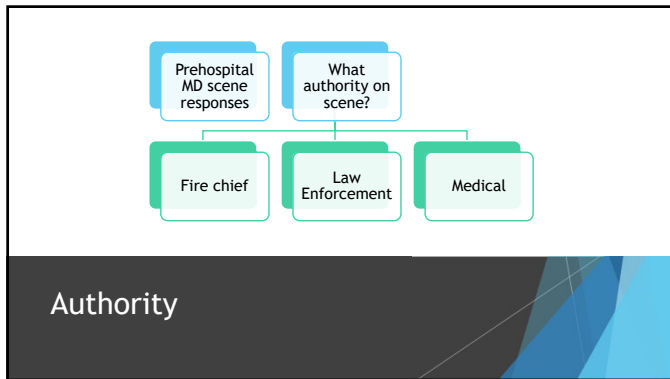 Prehospital
MD scene
responses
What
authority on
scene?
Fire chief
Law
Enforcement
Medical
Authority